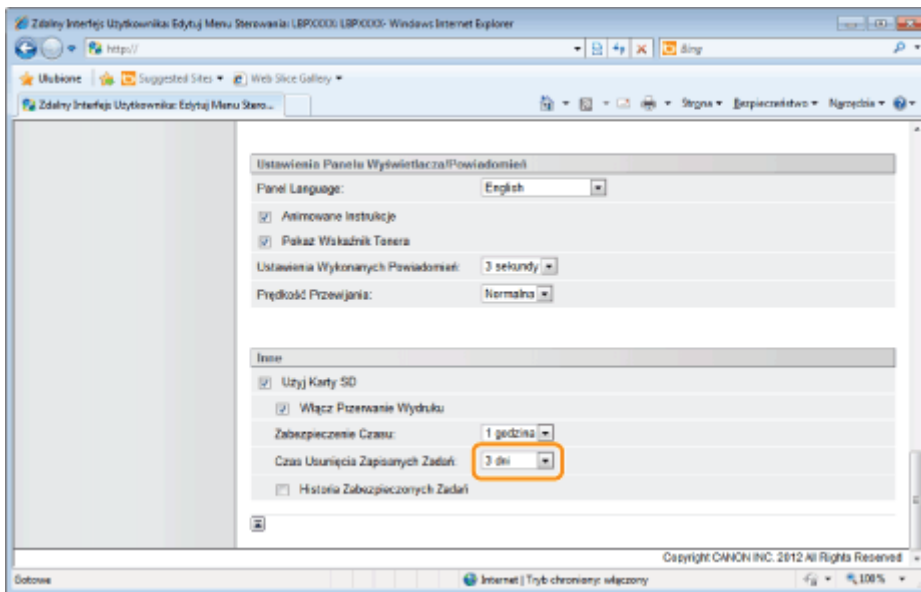 Zdalny Interfejs Użytkownika: Edytuj Menu Sterowania: LBPXXXX: LBPXXXX- Windows Internet Explorer
http://
Bing
Ulubione Suggested Sites Web Slice Gallery
Zdalny Interfejs Użytkownika: Edytuj Menu Stero...
Strona Bezpieczeństwo Narzędzia
Ustawienia Panelu Wyświetlacza/Powiadomień
Panel Language: English
Animowane Instrukcje
Pokaż Wskaźnik Tonera
Ustawienia Wykonanych Powiadomień: 3 sekundy
Prędkość Przewijania: Normalna
Inne
Użyj Karty SD
Włącz Przerwanie Wydruku
Zabezpieczenie Czasu: 1 godzina
Czas Usunięcia Zapisanych Zadań: 3 dni
Historia Zabezpieczonych Zadań
Copyright CANON INC. 2012 All Rights Reserved
Gotowe Internet | Tryb chroniony: włączony 100%